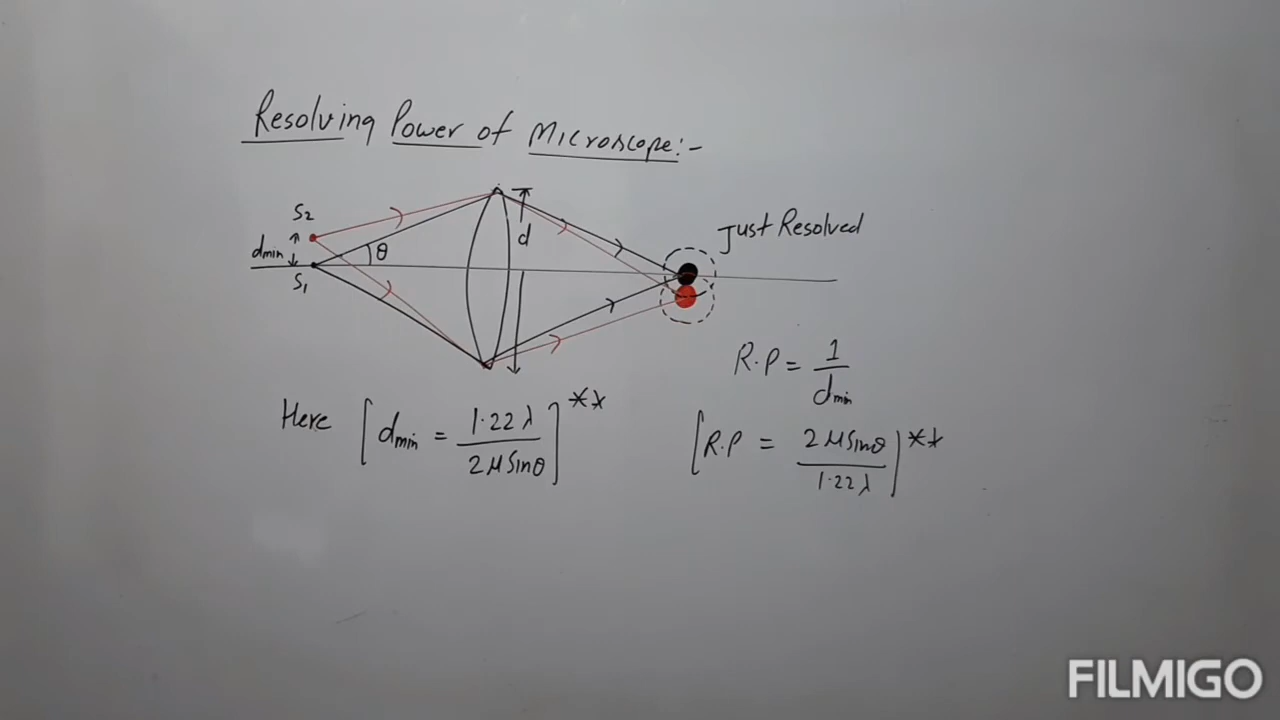 Resolving Power of Microscope:-
S2
dmin
S1
θ
d
Just Resolved
R.P = 1/dmin
Here [dmin = 1.22λ/2μSinθ]**
[R.P = 2μSinθ/1.22λ]**
FILMIGO